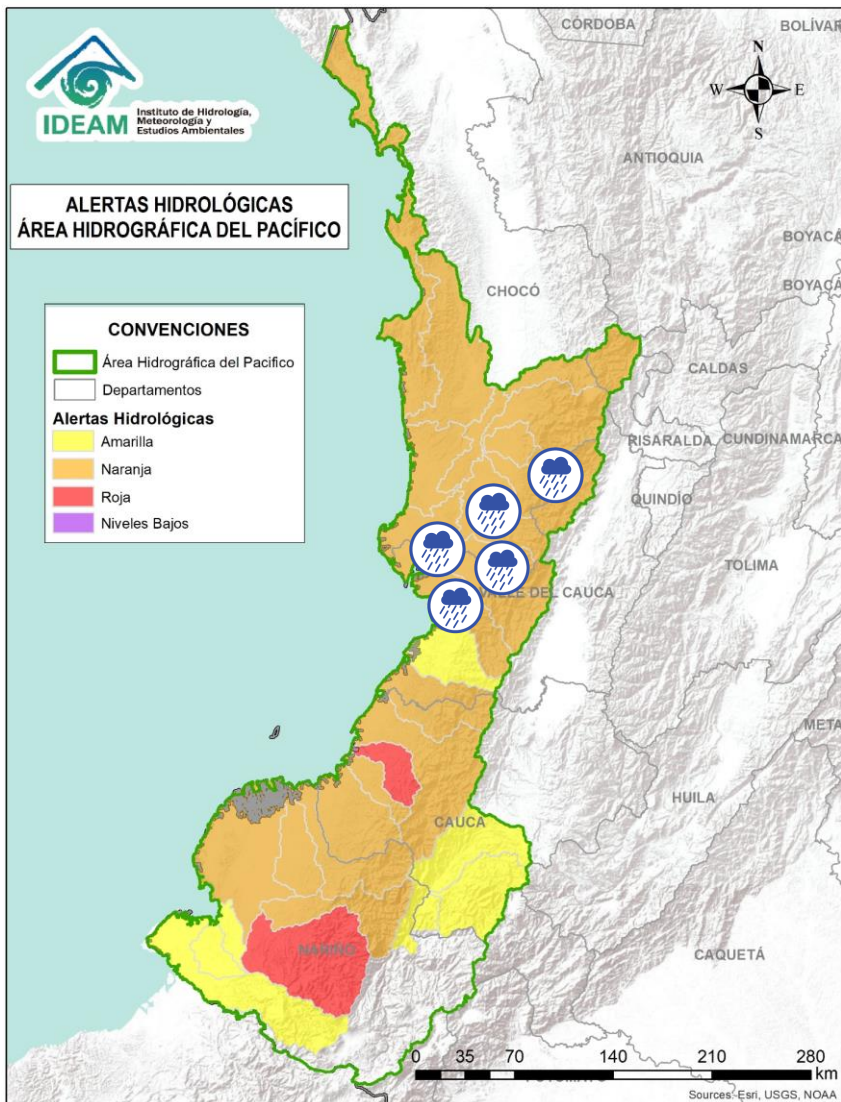 CÓRDOBA
BOLÍVAR
IDEAM
Instituto de Hidrología,
Meteorología y
Estudios Ambientales
N
W
E
S
ANTIOQUIA
ALERTAS HIDROLÓGICAS
ÁREA HIDROGRÁFICA DEL PACÍFICO
BOYACÁ
BOYACÁ
CHOCÓ
CONVENCIONES
Área Hidrográfica del Pacifico
Departamentos
Alertas Hidrológicas
Amarilla
Naranja
Roja
Niveles Bajos
CALDAS
RISARALDA
CUNDINAMARCA
QUINDÍO
TOLIMA
VALLE DEL CAUCA
META
HUILA
CAUCA
NARIÑO
CAQUETÁ
0 35 70 140 210 280
km
Sources: Esri, USGS, NOAA